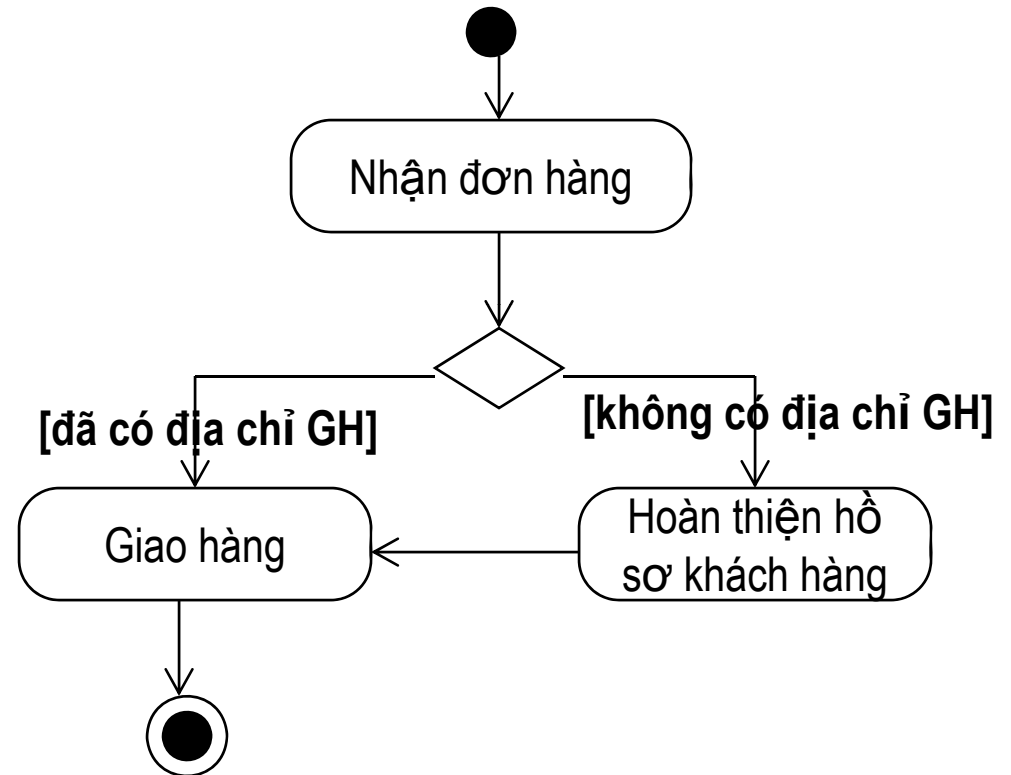 Nhận đơn hàng
[đã có địa chỉ GH]
[không có địa chỉ GH]
Giao hàng
Hoàn thiện hồ
sơ khách hàng